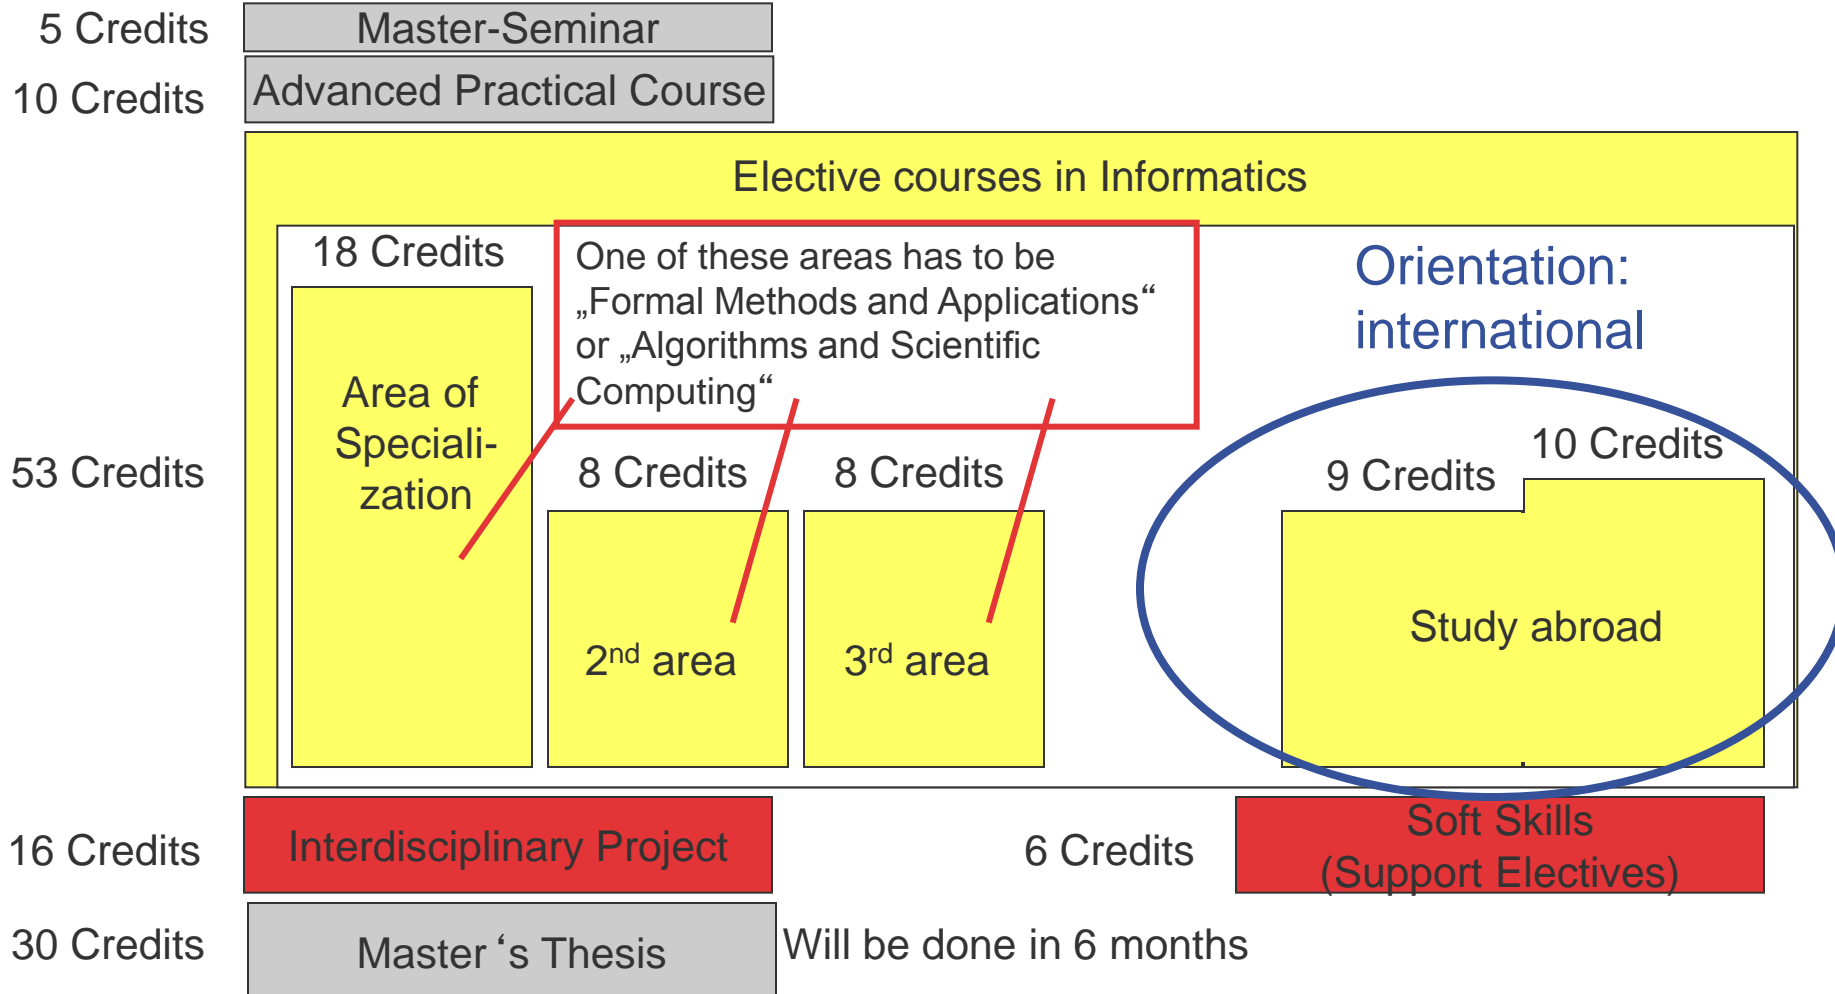 5 Credits
Master-Seminar
10 Credits
Advanced Practical Course
Elective courses in Informatics
18 Credits
One of these areas has to be
„Formal Methods and Applications“
or „Algorithms and Scientific
Computing“
Orientation:
international
Area of
Speciali-
zation
53 Credits
8 Credits
8 Credits
9 Credits
10 Credits
2nd area
3rd area
Study abroad
16 Credits
Interdisciplinary Project
6 Credits
Soft Skills
(Support Electives)
30 Credits
Master‘s Thesis
Will be done in 6 months